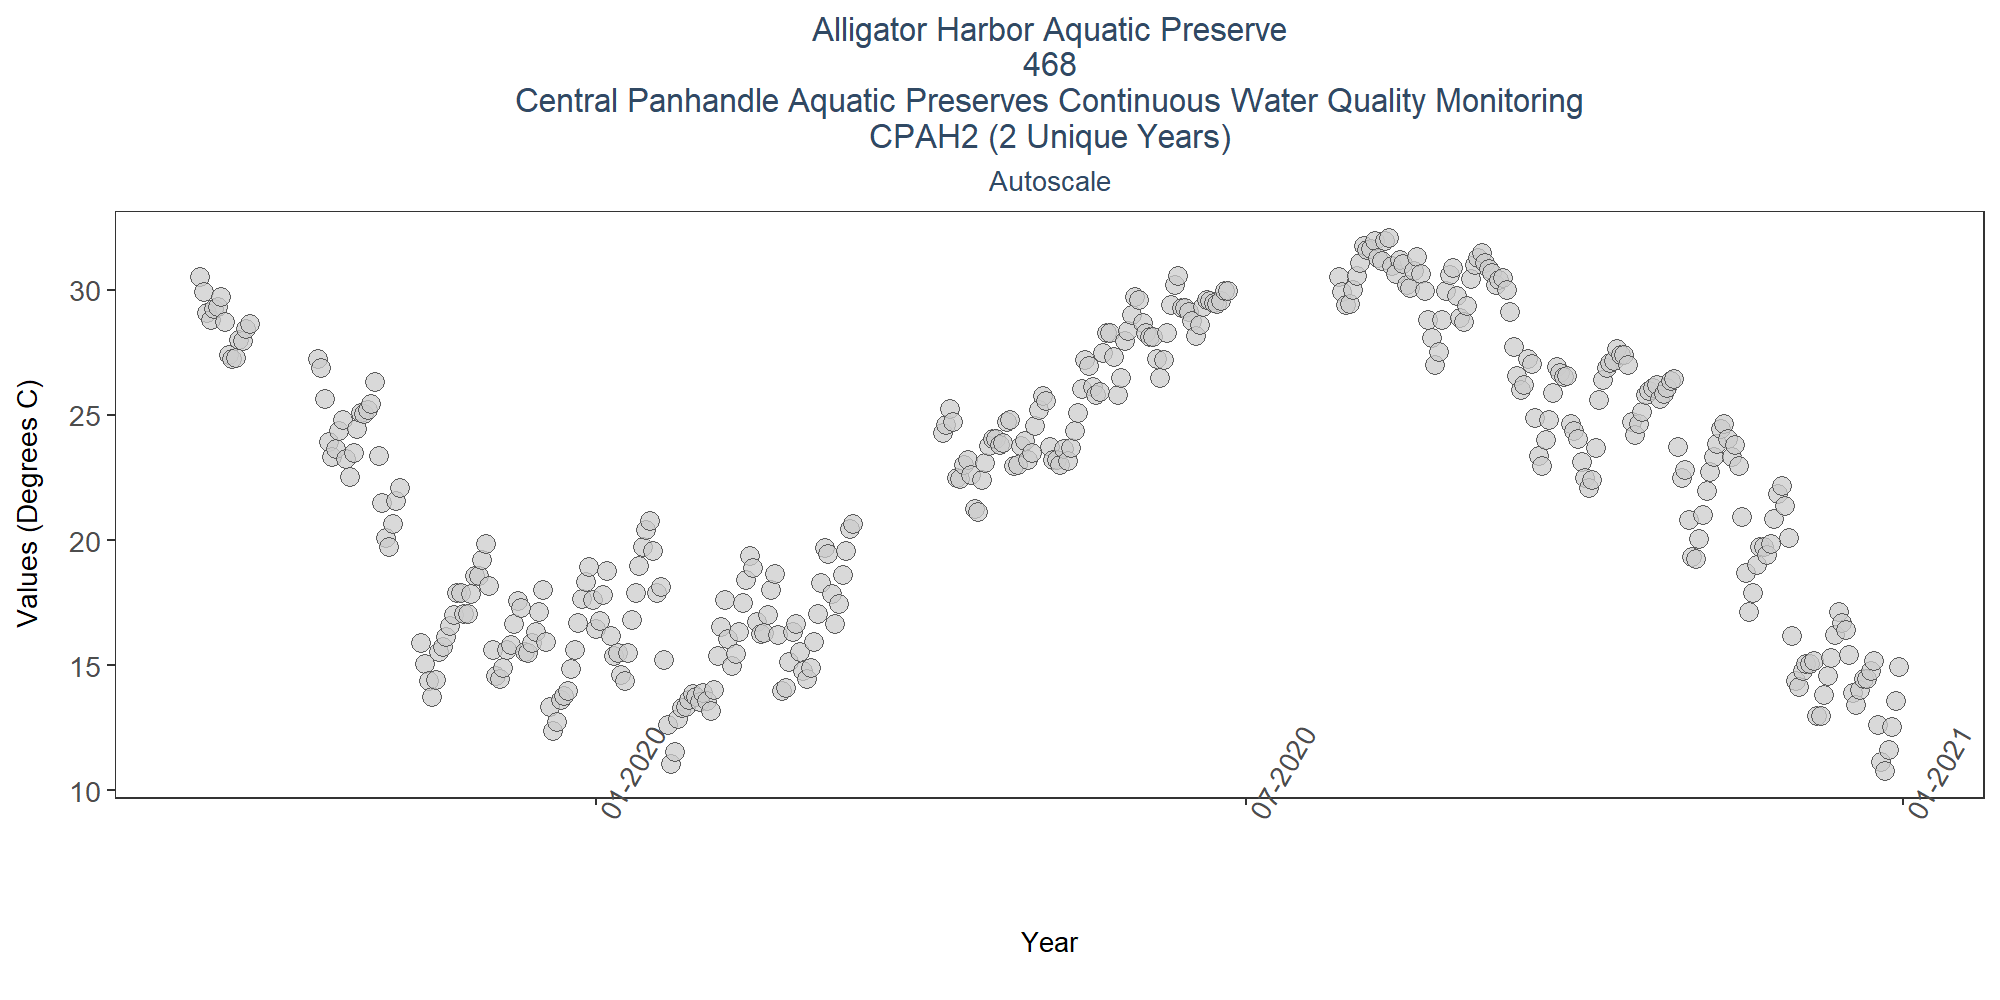 Alligator Harbor Aquatic Preserve
468
Central Panhandle Aquatic Preserves Continuous Water Quality Monitoring
CPAH2 (2 Unique Years)
Autoscale
Values (Degrees C)
30
25
20
15
10
01-2020
07-2020
01-2021
Year